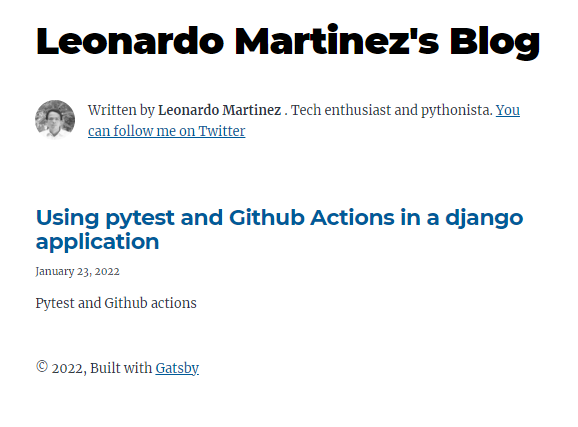 Leonardo Martinez's Blog
Written by Leonardo Martinez . Tech enthusiast and pythonista. You
can follow me on Twitter
Using pytest and Github Actions in a django
application
January 23, 2022
Pytest and Github actions
© 2022, Built with Gatsby